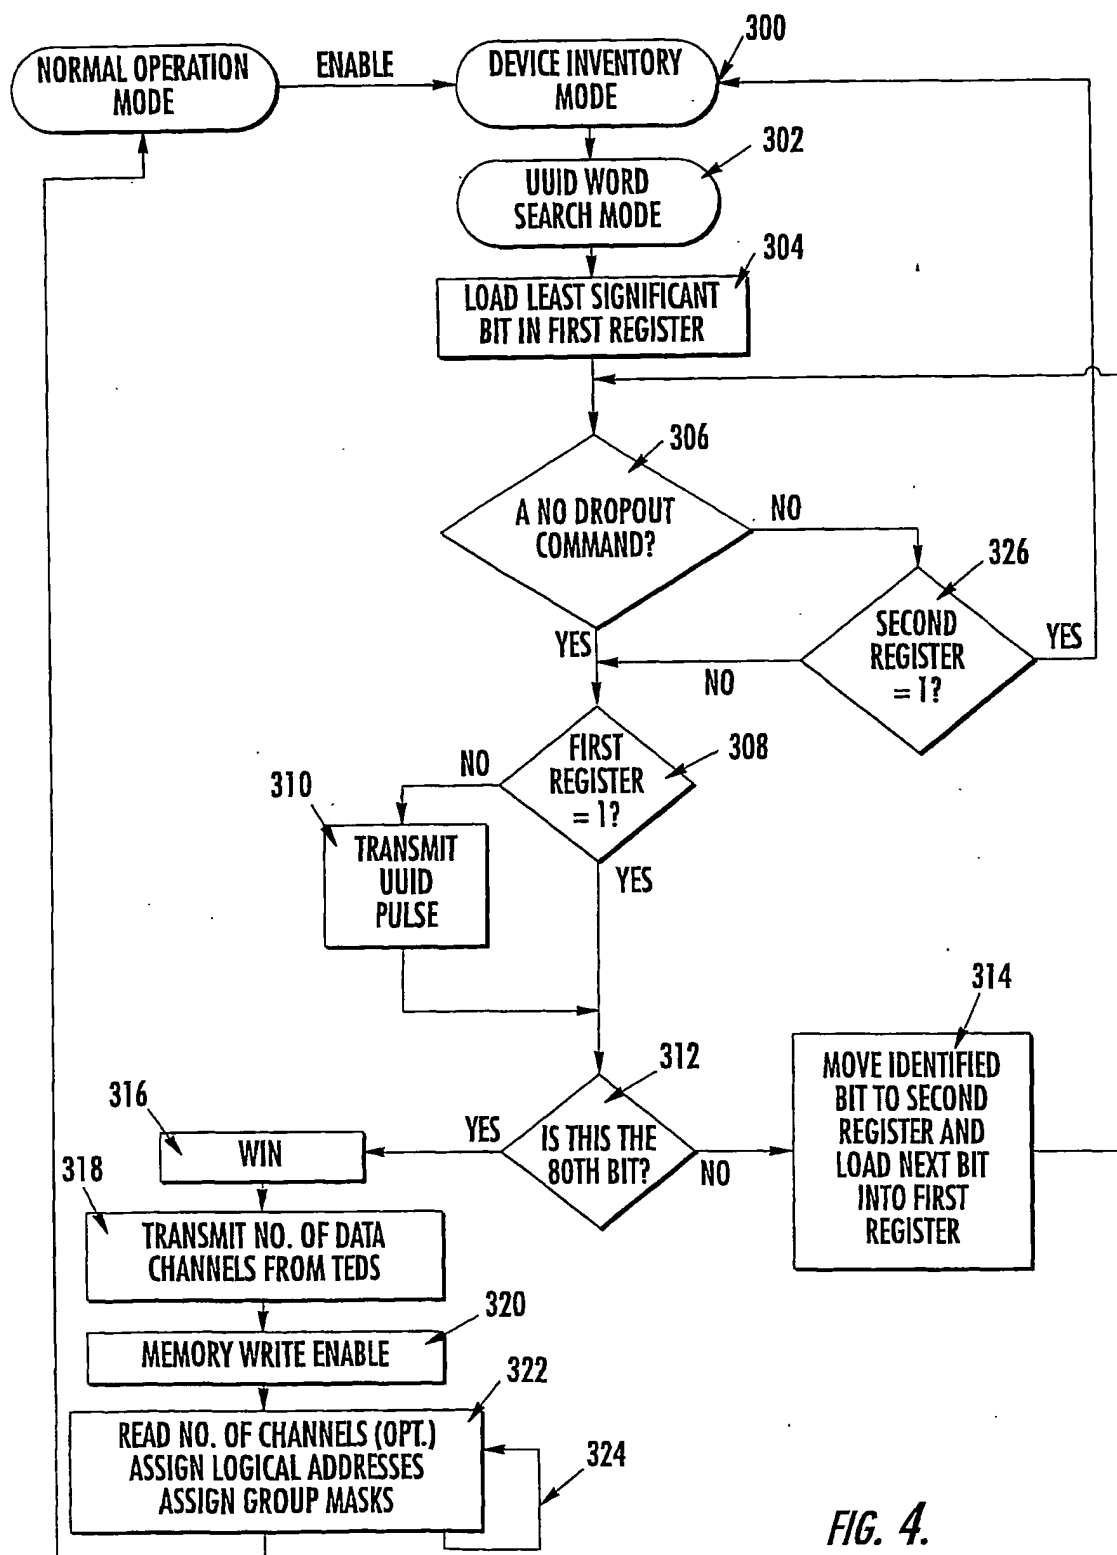 NORMAL OPERATION
MODE
ENABLE
DEVICE INVENTORY
MODE
300
UUID WORD
SEARCH MODE
302
LOAD LEAST SIGNIFICANT
BIT IN FIRST REGISTER
304
A NO DROPOUT
COMMAND?
306
NO
YES
SECOND
REGISTER
= 1?
326
YES
NO
FIRST
REGISTER
= 1?
308
NO
YES
310
TRANSMIT
UUID
PULSE
IS THIS THE
80TH BIT?
312
YES
NO
314
MOVE IDENTIFIED
BIT TO SECOND
REGISTER AND
LOAD NEXT BIT
INTO FIRST
REGISTER
316
WIN
318
TRANSMIT NO. OF DATA
CHANNELS FROM TEDS
320
MEMORY WRITE ENABLE
322
READ NO. OF CHANNELS (OPT.)
ASSIGN LOGICAL ADDRESSES
ASSIGN GROUP MASKS
324
FIG. 4.